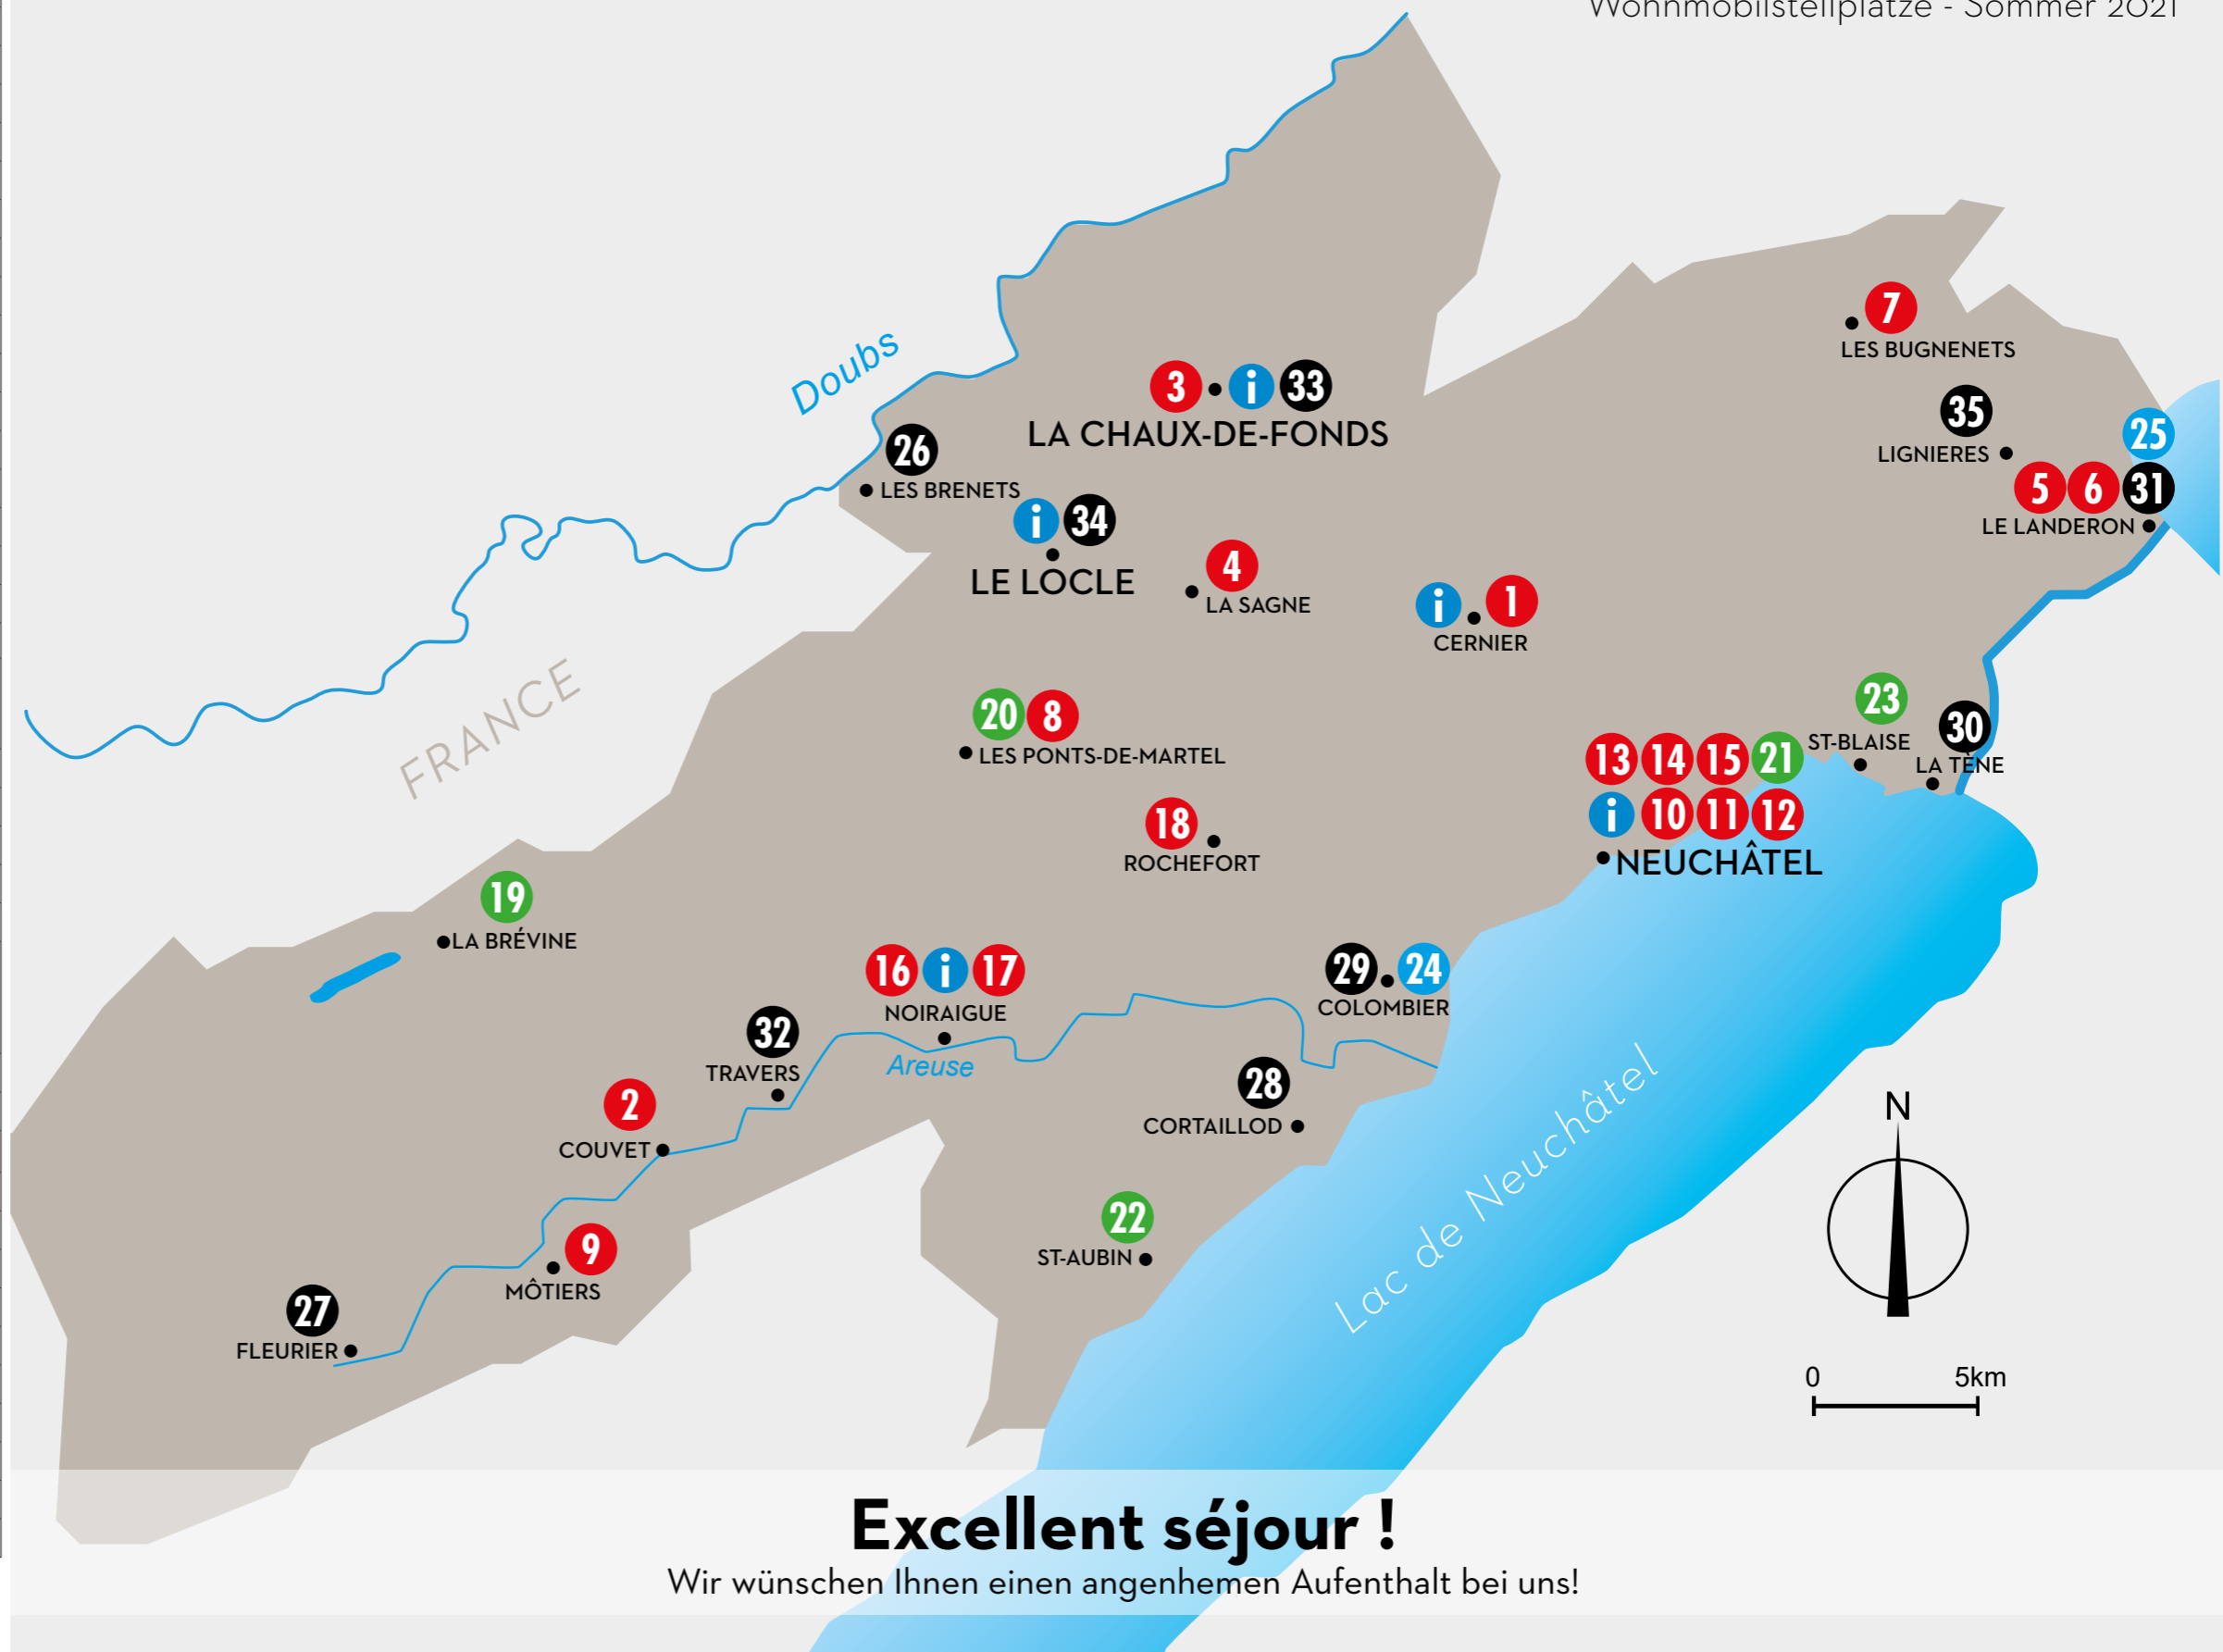 Wohnmobilstellplätze - Sommer 2021
Doubs
7
LES BUGNENETS
3 i 33
LA CHAUX-DE-FONDS
35
LIGNIERES
25
26
LES BRENETS
5 6 31
LE LANDERON
i 34
LE LOCLE
4
LA SAGNE
i 1
CERNIER
FRANCE
20 8
LES PONTS-DE-MARTEL
23
ST-BLAISE
30
LA TÈNE
13 14 15 21
i 10 11 12
NEUCHÂTEL
18
ROCHEFORT
19
LA BRÉVINE
16 i 17
NOIRAIGUE
Areuse
29 24
COLOMBIER
32
TRAVERS
28
CORTAILLOD
2
COUVET
Lac de Neuchâtel
N
22
ST-AUBIN
9
MÔTIERS
27
FLEURIER
0 5km
Excellent séjour !
Wir wünschen Ihnen einen angenhemen Aufenthalt bei uns!